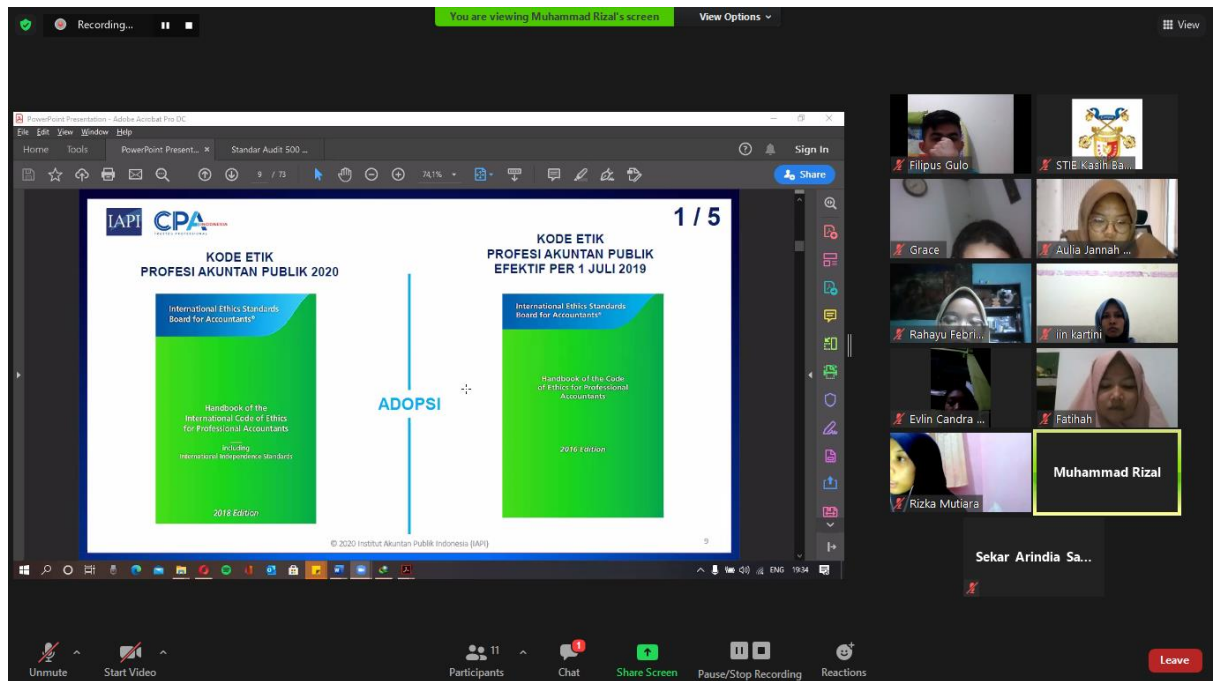 Recording...
You are viewing Muhammad Rizal's screen
View Options
View
PowerPoint Presentation - Adobe Acrobat Pro DC
File Edit View Window Help
Home Tools PowerPoint Present... × Standar Audit 500 ...
Sign In
9 / 73
74,1%
Share
IAPI
CPA INDONESIA
1 / 5
KODE ETIK
PROFESI AKUNTAN PUBLIK 2020
International Ethics Standards
Board for Accountants®
Handbook of the
International Code of Ethics
for Professional Accountants
Including
International Independence Standards
2018 Edition
ADOPSI
KODE ETIK
PROFESI AKUNTAN PUBLIK
EFEKTIF PER 1 JULI 2019
International Ethics Standards
Board for Accountants®
Handbook of the Code
of Ethics for Professional
Accountants
2016 Edition
© 2020 Institut Akuntan Publik Indonesia (IAPI)
9
ENG 19:34
Filipus Gulo
STIE Kasih Ba...
Grace
Aulia Jannah ...
Rahayu Febri...
iin kartini
Evlin Candra ...
Fatihah
Rizka Mutiara
Muhammad Rizal
Sekar Arindia Sa...
Unmute
Start Video
11
Participants
1
Chat
Share Screen
Pause/Stop Recording
Reactions
Leave